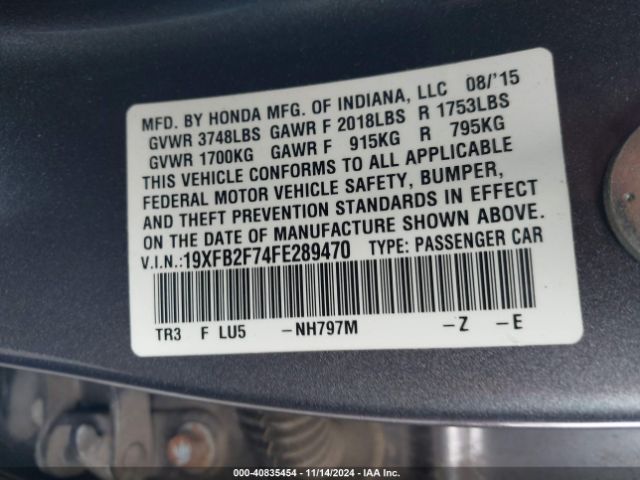 MFD. BY HONDA MFG. OF INDIANA, LLC 08/'15
GVWR 3748LBS GAWR F 2018LBS R 1753LBS
GVWR 1700KG GAWR F 915KG R 795KG
THIS VEHICLE CONFORMS TO ALL APPLICABLE
FEDERAL MOTOR VEHICLE SAFETY, BUMPER,
AND THEFT PREVENTION STANDARDS IN EFFECT
ON THE DATE OF MANUFACTURE SHOWN ABOVE.
V.I.N.:19XFB2F74FE289470 TYPE: PASSENGER CAR
TR3 F LU5 -NH797M -Z -E
000-40835454 - 11/14/2024 - IAA Inc.